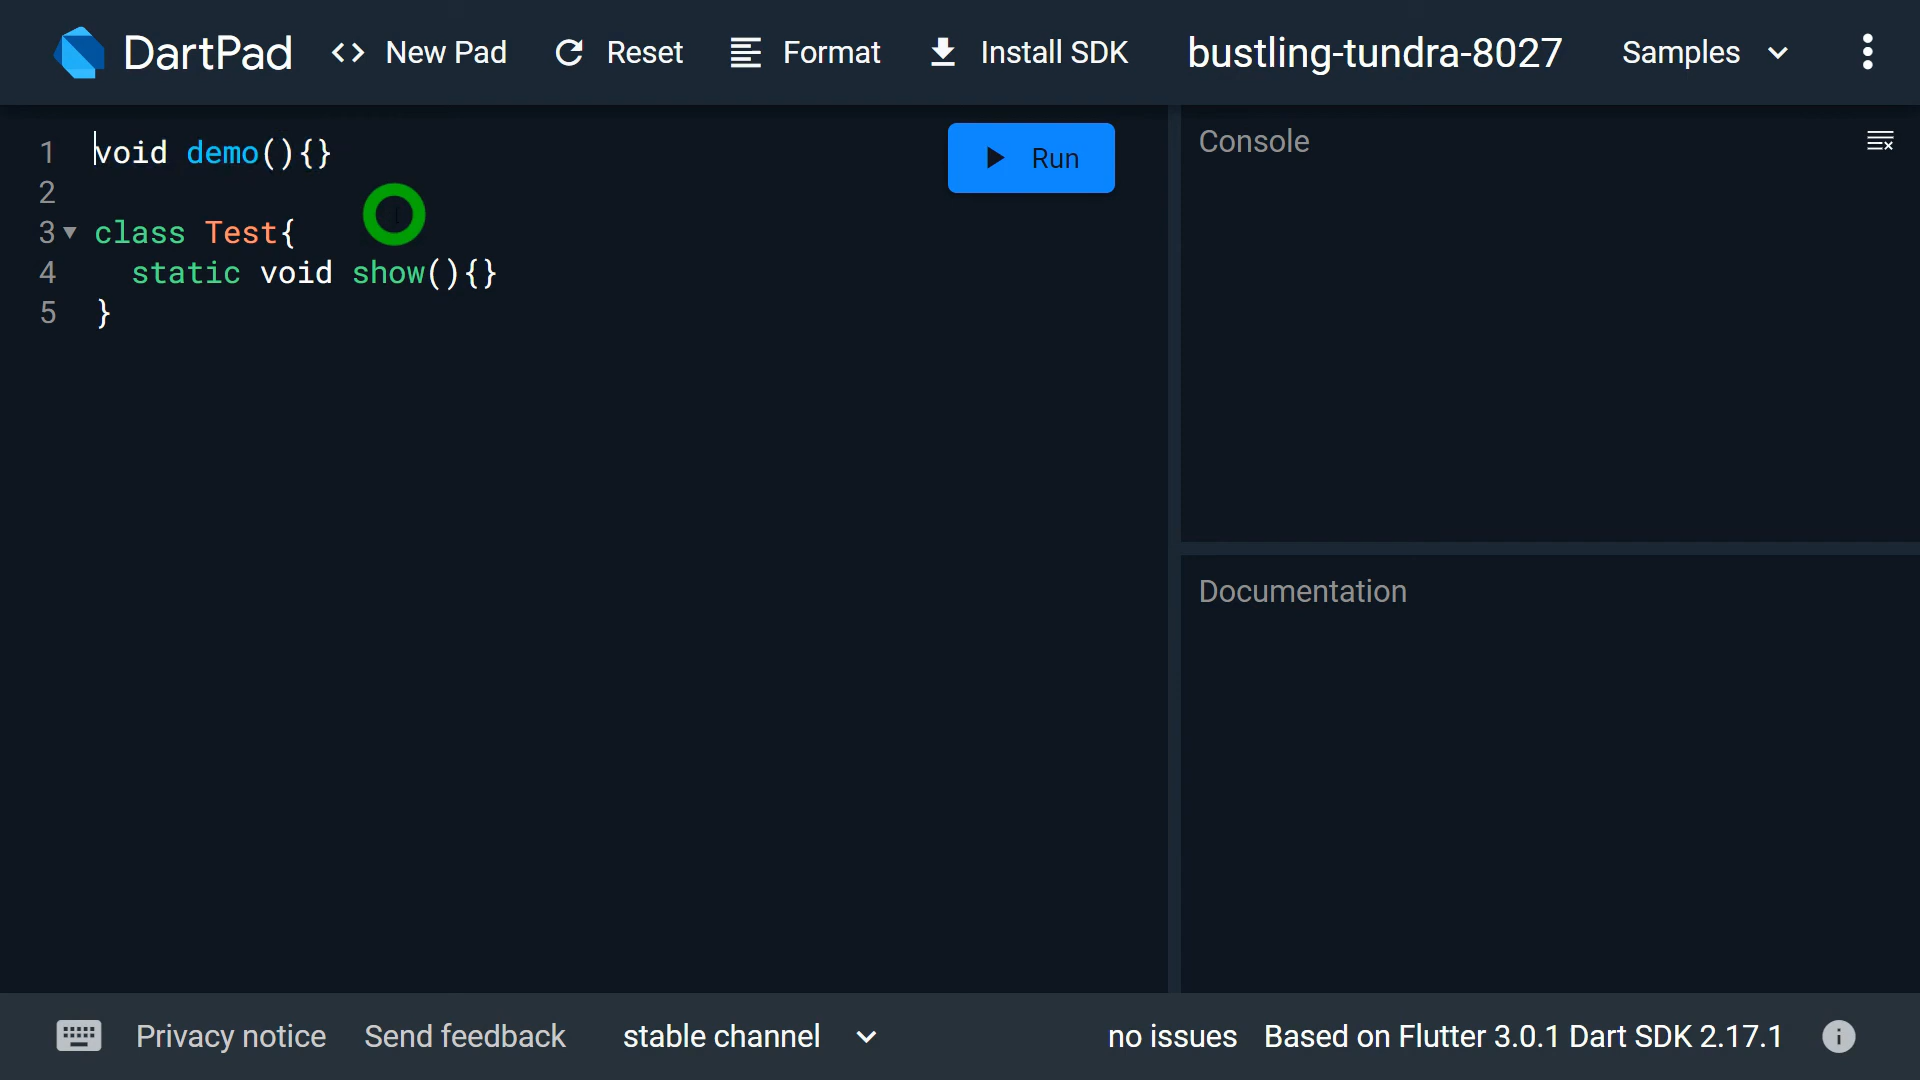 DartPad <> New Pad Reset Format Install SDK bustling-tundra-8027 Samples
1 void demo(){}
2
3 class Test{
4 static void show(){}
5 }
Run
Console
Documentation
Privacy notice Send feedback stable channel no issues Based on Flutter 3.0.1 Dart SDK 2.17.1